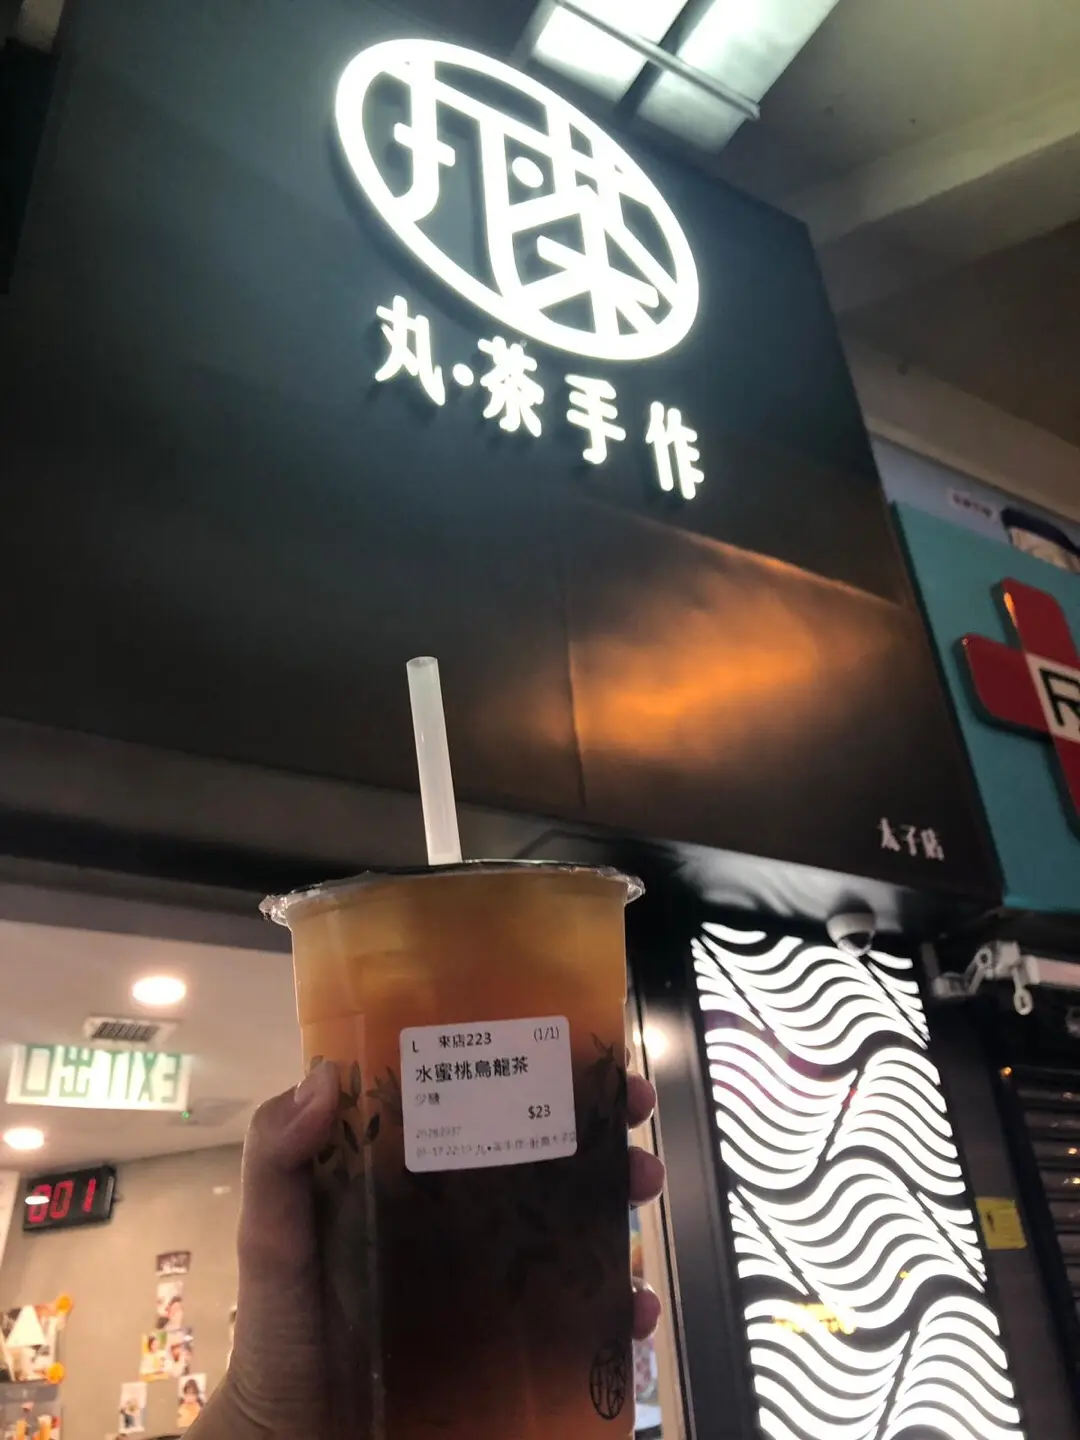 丸·茶手作
太子店
L 來店223 (1/1)
水蜜桃烏龍茶
少糖
$23
出口 EXIT
001